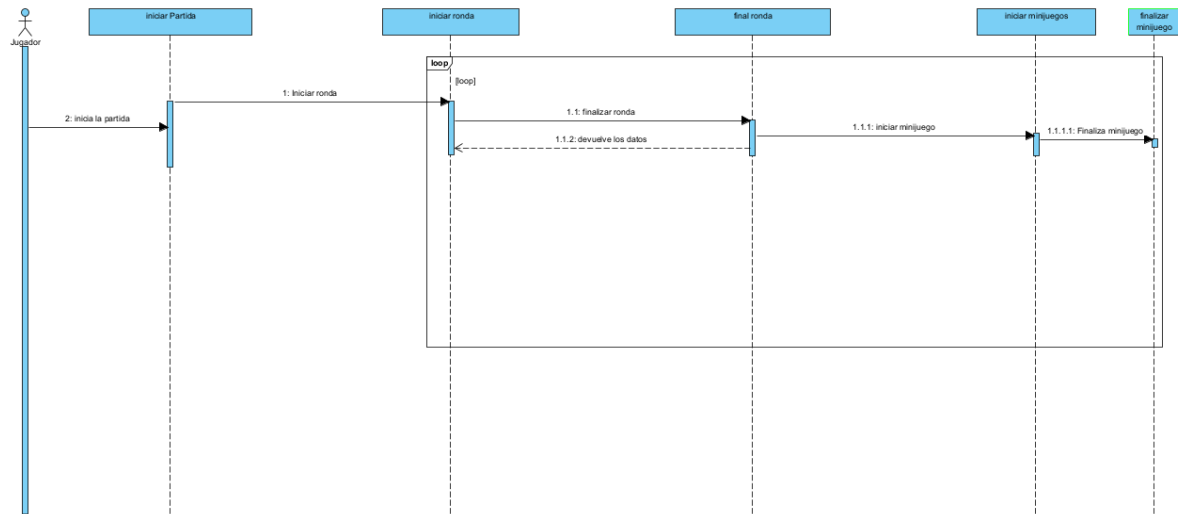 iniciar Partida
iniciar ronda
final ronda
iniciar minijuegos
finalizar
minijuego
Jugador
loop
[loop]
1: Iniciar ronda
1.1: finalizar ronda
2: inicia la partida
1.1.1: iniciar minijuego
1.1.1.1: Finaliza minijuego
1.1.2: devuelve los datos